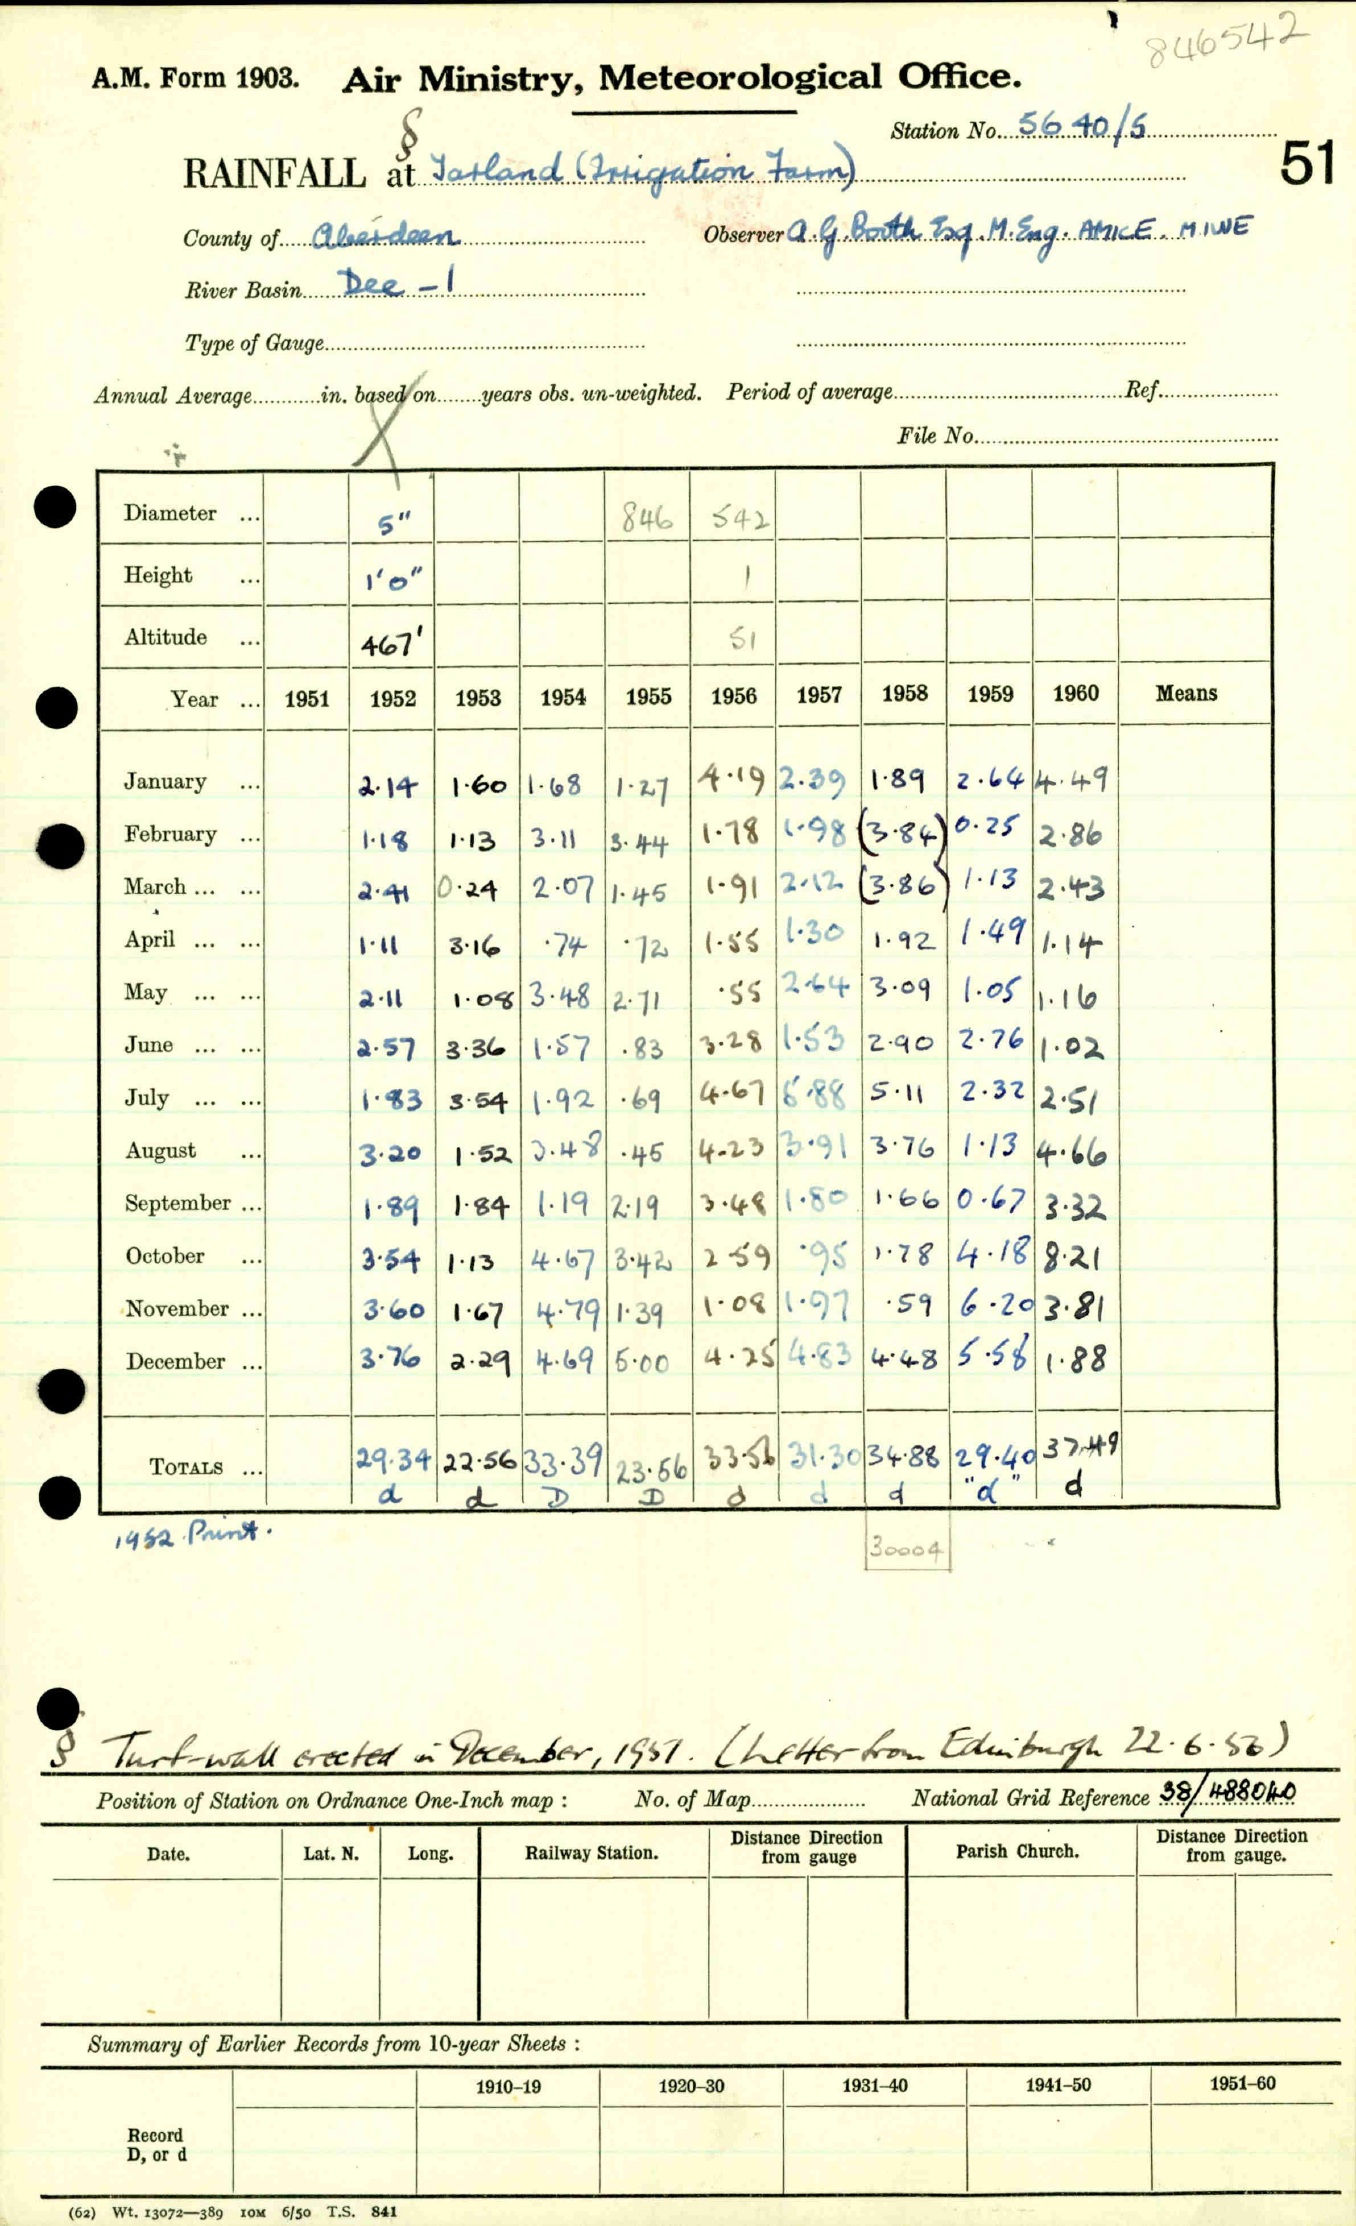 846542
A.M. Form 1903. Air Ministry, Meteorological Office.
Station No. 5640/5
§
51
RAINFALL at Tarland (Irrigation Farm)
County of Aberdeen Observer A.G. Booth Esq. M.Eng. AMICE. MIWE
River Basin Dee - 1
Type of Gauge
Annual Average in. based on years obs. un-weighted. Period of average Ref.
File No.
Diameter ... 5" 846 542
Height ... 1'0" 1
Altitude ... 467' 51
Year ... 1951 1952 1953 1954 1955 1956 1957 1958 1959 1960 Means
January ... 2.14 1.60 1.68 1.27 4.19 2.39 1.89 2.64 4.49
February ... 1.18 1.13 3.11 3.44 1.78 1.98 (3.84) 0.25 2.86
March ... ... 2.41 0.24 2.07 1.45 1.91 2.12 (3.86) 1.13 2.43
April ... ... 1.11 3.16 .74 .72 1.55 1.30 1.92 1.49 1.14
May ... ... 2.11 1.08 3.48 2.71 .55 2.64 3.09 1.05 1.16
June ... ... 2.57 3.36 1.57 .83 3.28 1.53 2.90 2.76 1.02
July ... ... 1.83 3.54 1.92 .69 4.67 5.88 5.11 2.32 2.51
August ... 3.20 1.52 3.48 .45 4.23 3.91 3.76 1.13 4.66
September ... 1.89 1.84 1.19 2.19 3.48 1.80 1.66 0.67 3.32
October ... 3.54 1.13 4.67 3.42 2.59 .95 1.78 4.18 8.21
November ... 3.60 1.67 4.79 1.39 1.08 1.97 .59 6.20 3.81
December ... 3.76 2.29 4.69 5.00 4.25 4.83 4.48 5.58 1.88
TOTALS ... 29.34 22.56 33.39 23.56 33.56 31.30 34.88 29.40 37.49
d d D D d d d "d" d
1952 Print.
30004
§ Turf-wall erected in December, 1951. (Letter from Edinburgh 22.6.56)
Position of Station on Ordnance One-Inch map : No. of Map National Grid Reference 38/488040
Date. Lat. N. Long. Railway Station. Distance Direction from gauge Parish Church. Distance Direction from gauge.
Summary of Earlier Records from 10-year Sheets :
1910–19 1920–30 1931–40 1941–50 1951–60
Record
D, or d
(62) Wt. 13072—389 10M 6/50 T.S. 841